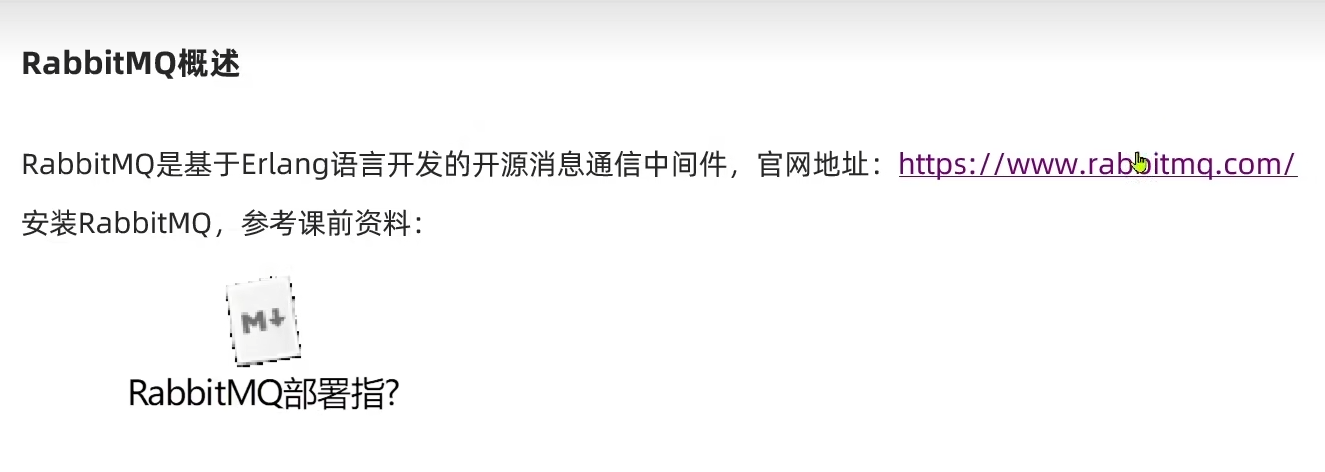 RabbitMQ概述
RabbitMQ是基于Erlang语言开发的开源消息通信中间件，官网地址：https://www.rabbitmq.com/
安装RabbitMQ，参考课前资料：
M↓
RabbitMQ部署指?